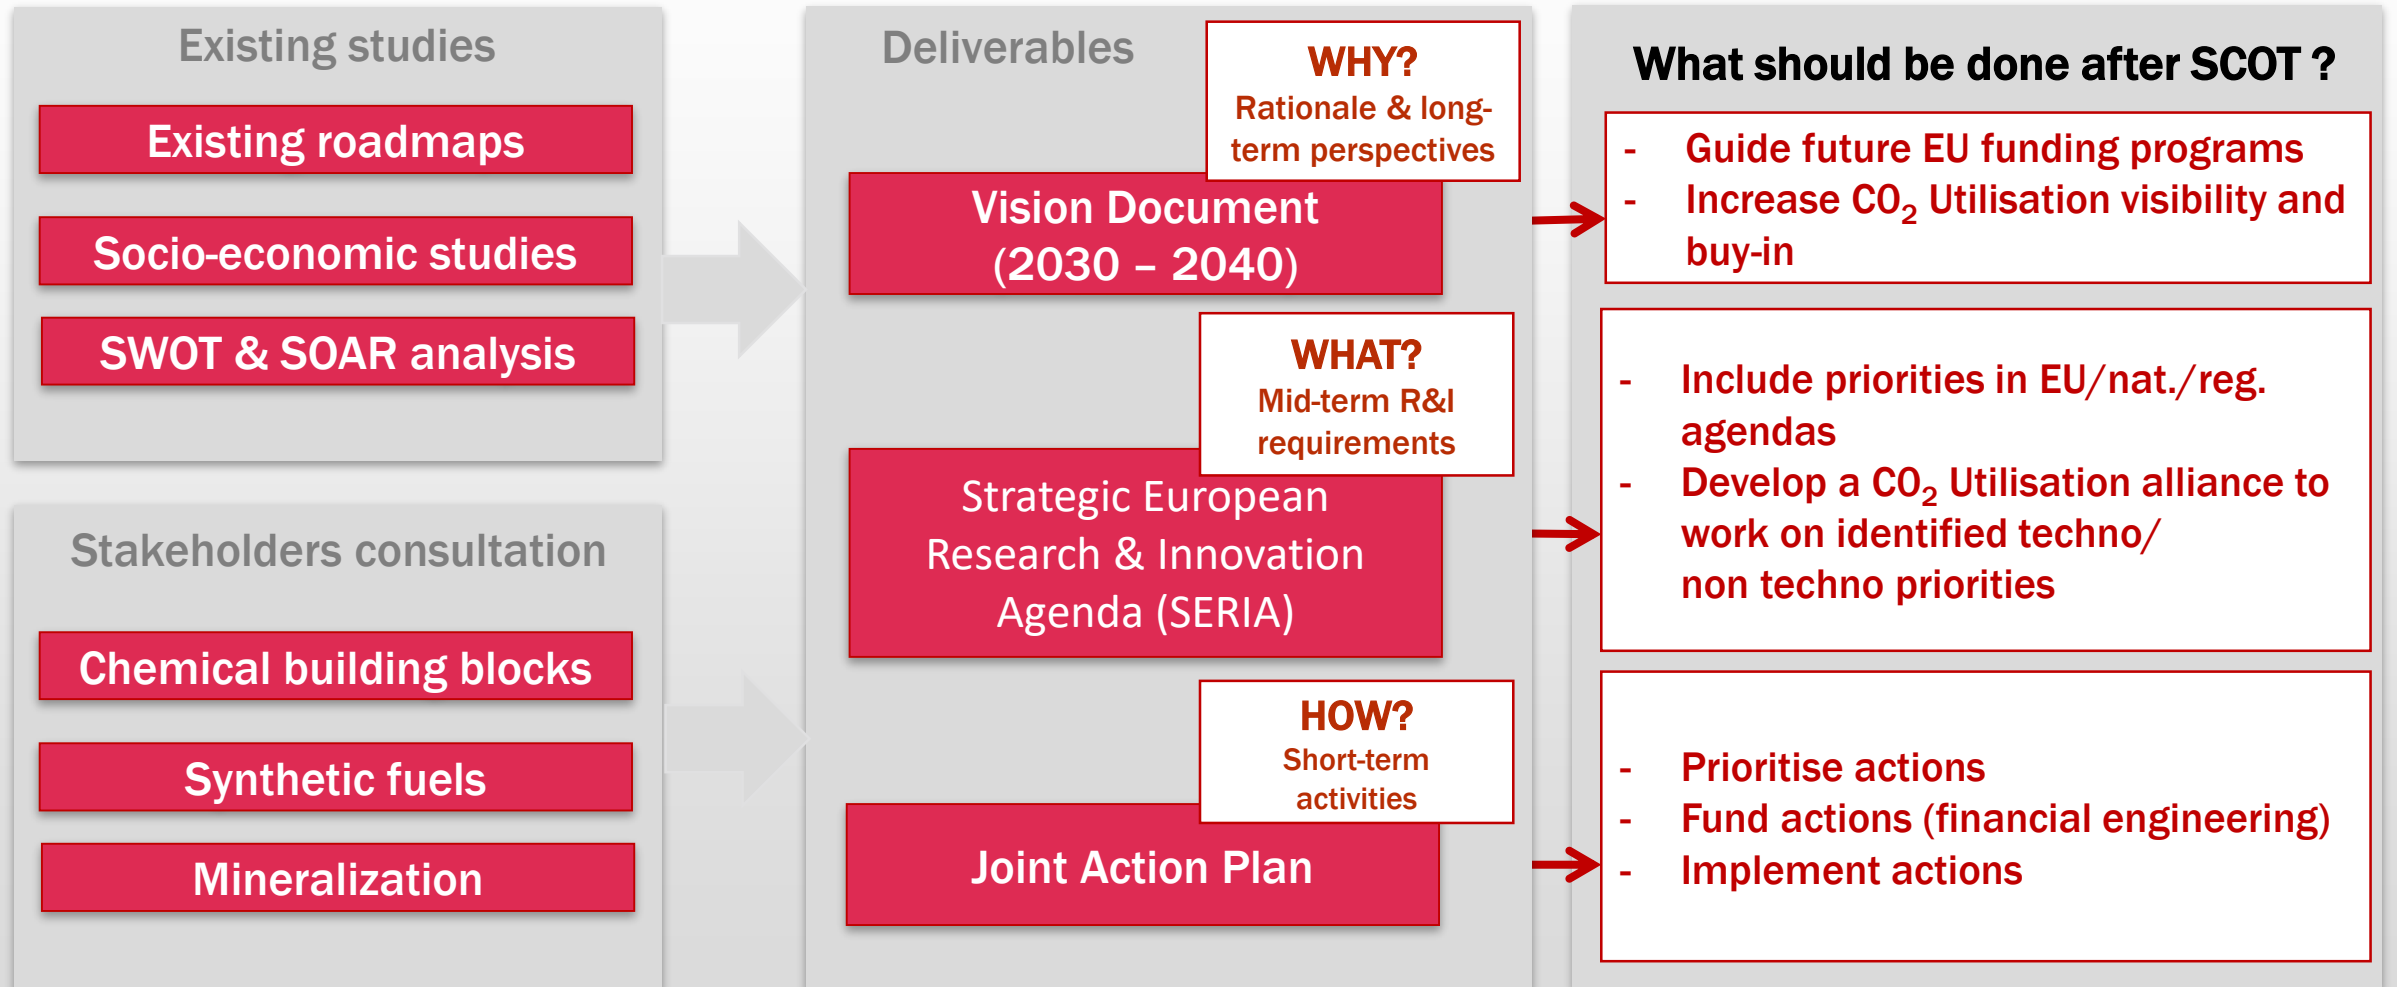 Existing studies
Existing roadmaps
Socio-economic studies
SWOT & SOAR analysis
Stakeholders consultation
Chemical building blocks
Synthetic fuels
Mineralization
Deliverables
WHY?
Rationale & long-
term perspectives
Vision Document
(2030 – 2040)
WHAT?
Mid-term R&I
requirements
Strategic European
Research & Innovation
Agenda (SERIA)
HOW?
Short-term
activities
Joint Action Plan
What should be done after SCOT ?
- Guide future EU funding programs
- Increase CO₂ Utilisation visibility and
buy-in
- Include priorities in EU/nat./reg.
agendas
- Develop a CO₂ Utilisation alliance to
work on identified techno/
non techno priorities
- Prioritise actions
- Fund actions (financial engineering)
- Implement actions